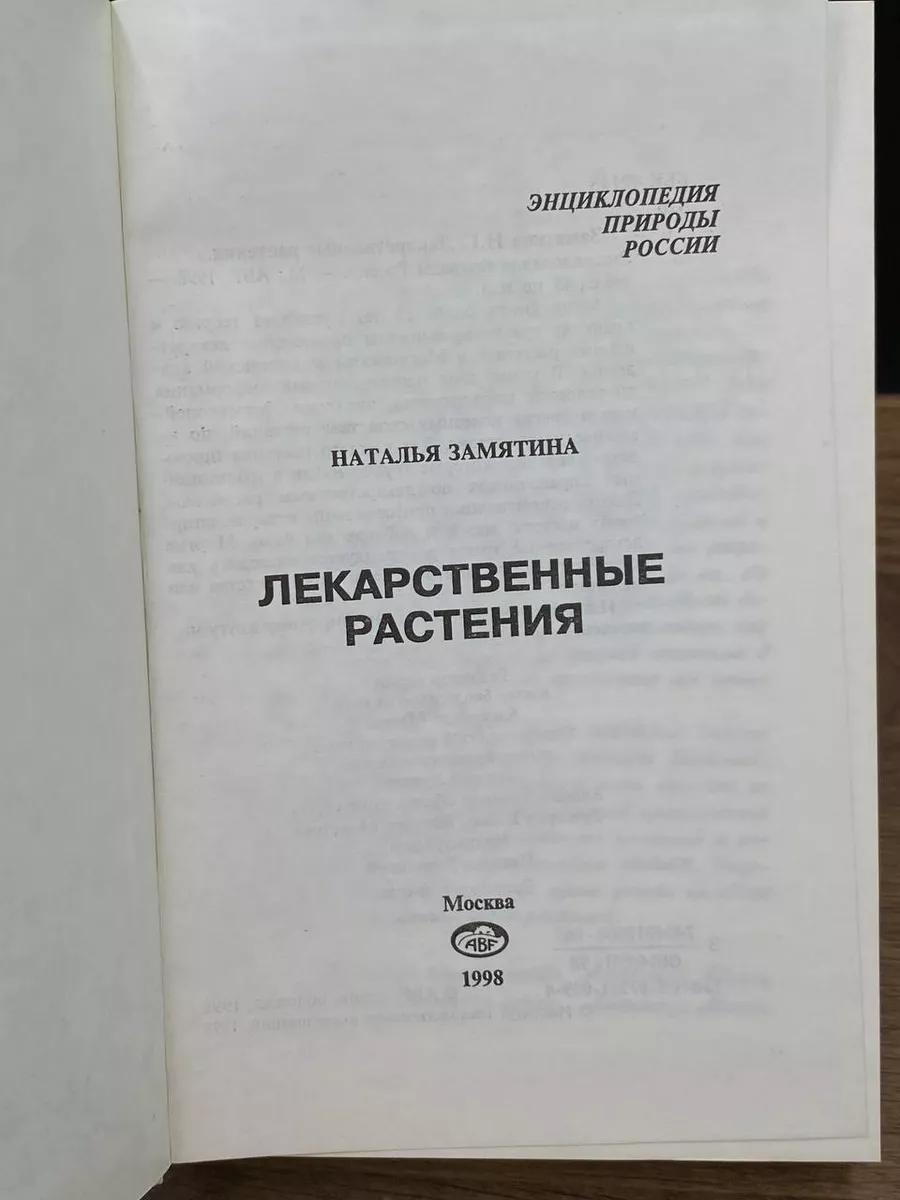 ЭНЦИКЛОПЕДИЯ
ПРИРОДЫ
РОССИИ
НАТАЛЬЯ ЗАМЯТИНА
ЛЕКАРСТВЕННЫЕ
РАСТЕНИЯ
Москва
ABF
1998